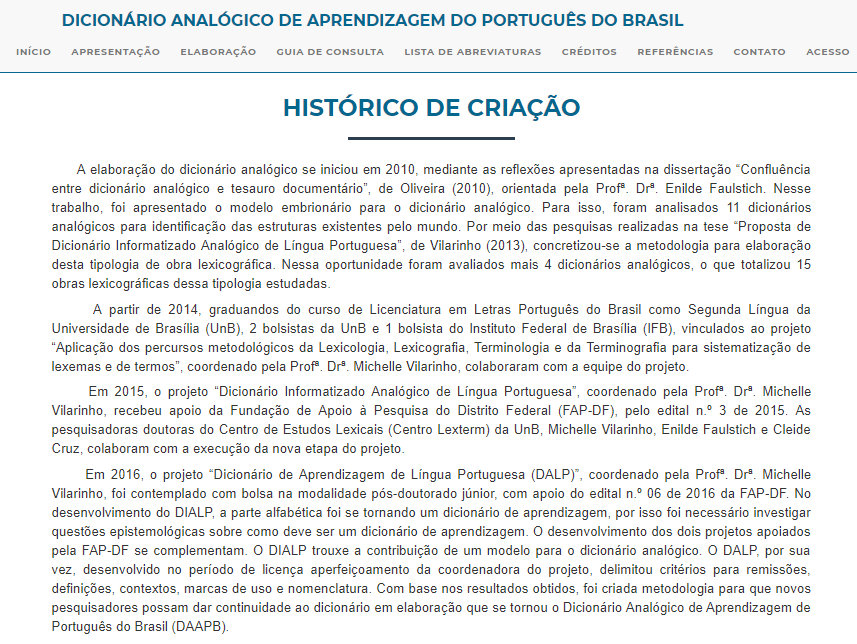 DICIONÁRIO ANALÓGICO DE APRENDIZAGEM DO PORTUGUÊS DO BRASIL
INÍCIO APRESENTAÇÃO ELABORAÇÃO GUIA DE CONSULTA LISTA DE ABREVIATURAS CRÉDITOS REFERÊNCIAS CONTATO ACESSO
HISTÓRICO DE CRIAÇÃO
A elaboração do dicionário analógico se iniciou em 2010, mediante as reflexões apresentadas na dissertação “Confluência
entre dicionário analógico e tesauro documentário”, de Oliveira (2010), orientada pela Profª. Drª. Enilde Faulstich. Nesse
trabalho, foi apresentado o modelo embrionário para o dicionário analógico. Para isso, foram analisados 11 dicionários
analógicos para identificação das estruturas existentes pelo mundo. Por meio das pesquisas realizadas na tese “Proposta de
Dicionário Informatizado Analógico de Língua Portuguesa”, de Vilarinho (2013), concretizou-se a metodologia para elaboração
desta tipologia de obra lexicográfica. Nessa oportunidade foram avaliados mais 4 dicionários analógicos, o que totalizou 15
obras lexicográficas dessa tipologia estudadas.
A partir de 2014, graduandos do curso de Licenciatura em Letras Português do Brasil como Segunda Língua da
Universidade de Brasília (UnB), 2 bolsistas da UnB e 1 bolsista do Instituto Federal de Brasília (IFB), vinculados ao projeto
“Aplicação dos percursos metodológicos da Lexicologia, Lexicografia, Terminologia e da Terminografia para sistematização de
lexemas e de termos”, coordenado pela Profª. Drª. Michelle Vilarinho, colaboraram com a equipe do projeto.
Em 2015, o projeto “Dicionário Informatizado Analógico de Língua Portuguesa”, coordenado pela Profª. Drª. Michelle
Vilarinho, recebeu apoio da Fundação de Apoio à Pesquisa do Distrito Federal (FAP-DF), pelo edital n.º 3 de 2015. As
pesquisadoras doutoras do Centro de Estudos Lexicais (Centro Lexterm) da UnB, Michelle Vilarinho, Enilde Faulstich e Cleide
Cruz, colaboram com a execução da nova etapa do projeto.
Em 2016, o projeto “Dicionário de Aprendizagem de Língua Portuguesa (DALP)”, coordenado pela Profª. Drª. Michelle
Vilarinho, foi contemplado com bolsa na modalidade pós-doutorado júnior, com apoio do edital n.º 06 de 2016 da FAP-DF. No
desenvolvimento do DIALP, a parte alfabética foi se tornando um dicionário de aprendizagem, por isso foi necessário investigar
questões epistemológicas sobre como deve ser um dicionário de aprendizagem. O desenvolvimento dos dois projetos apoiados
pela FAP-DF se complementam. O DIALP trouxe a contribuição de um modelo para o dicionário analógico. O DALP, por sua
vez, desenvolvido no período de licença aperfeiçoamento da coordenadora do projeto, delimitou critérios para remissões,
definições, contextos, marcas de uso e nomenclatura. Com base nos resultados obtidos, foi criada metodologia para que novos
pesquisadores possam dar continuidade ao dicionário em elaboração que se tornou o Dicionário Analógico de Aprendizagem de
Português do Brasil (DAAPB).